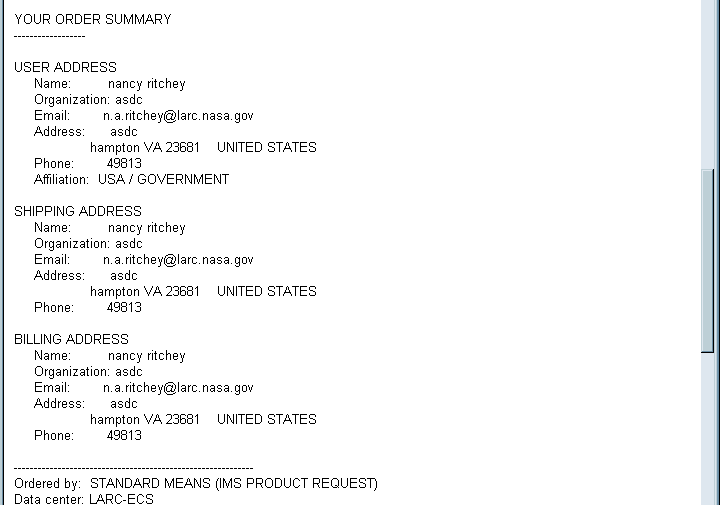 YOUR ORDER SUMMARY
------------------
USER ADDRESS
Name: nancy ritchey
Organization: asdc
Email: n.a.ritchey@larc.nasa.gov
Address: asdc
hampton VA 23681 UNITED STATES
Phone: 49813
Affiliation: USA / GOVERNMENT
SHIPPING ADDRESS
Name: nancy ritchey
Organization: asdc
Email: n.a.ritchey@larc.nasa.gov
Address: asdc
hampton VA 23681 UNITED STATES
Phone: 49813
BILLING ADDRESS
Name: nancy ritchey
Organization: asdc
Email: n.a.ritchey@larc.nasa.gov
Address: asdc
hampton VA 23681 UNITED STATES
Phone: 49813
------------------------------------------------------------
Ordered by: STANDARD MEANS (IMS PRODUCT REQUEST)
Data center: LARC-ECS